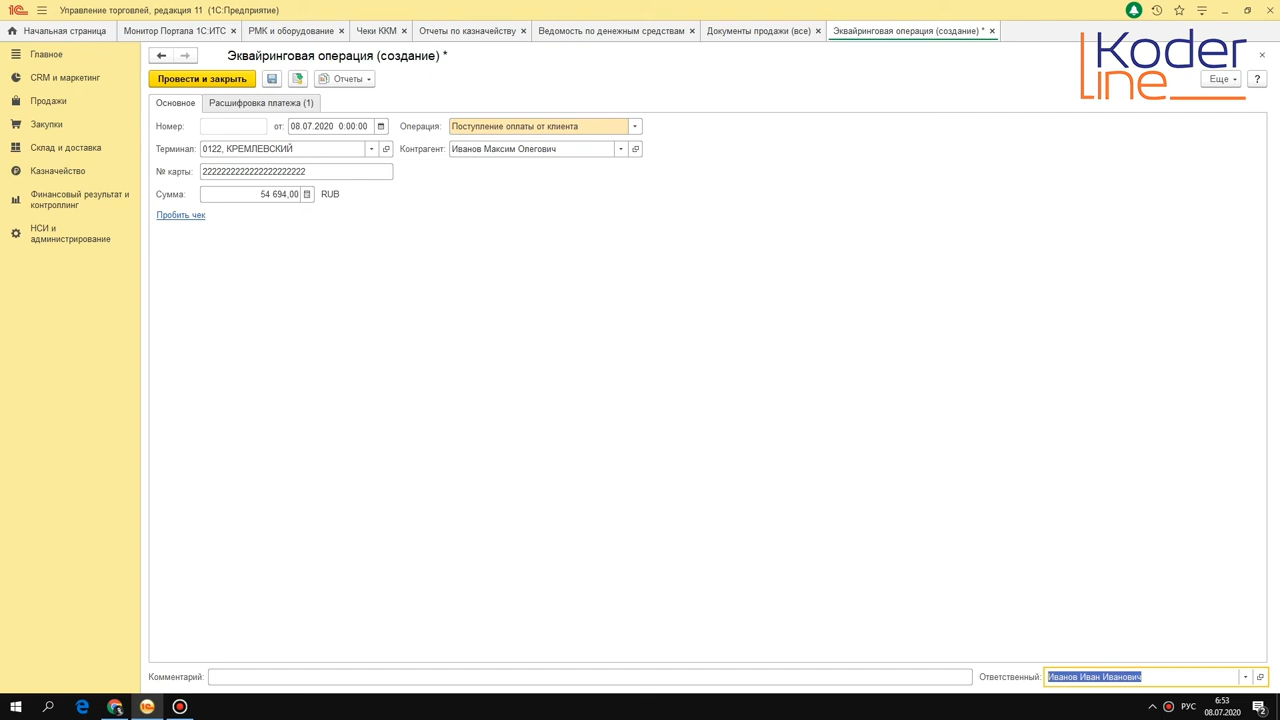 Управление торговлей, редакция 11 (1С:Предприятие)
Начальная страница
Монитор Портала 1С:ИТС ×
РМК и оборудование ×
Чеки ККМ ×
Отчеты по казначейству ×
Ведомость по денежным средствам ×
Документы продажи (все) ×
Эквайринговая операция (создание) * ×
Koder
line
Главное
CRM и маркетинг
Продажи
Закупки
Склад и доставка
Казначейство
Финансовый результат и
контроллинг
НСИ и
администрирование
Эквайринговая операция (создание) *
Провести и закрыть
Отчеты
Еще
?
Основное
Расшифровка платежа (1)
Номер: от: 08.07.2020 0:00:00 Операция: Поступление оплаты от клиента
Терминал: 0122, КРЕМЛЕВСКИЙ Контрагент: Иванов Максим Олегович
№ карты: 2222222222222222222222
Сумма: 54 694,00 RUB
Пробить чек
Комментарий: Ответственный: Иванов Иван Иванович
РУС
6:53
08.07.2020
2